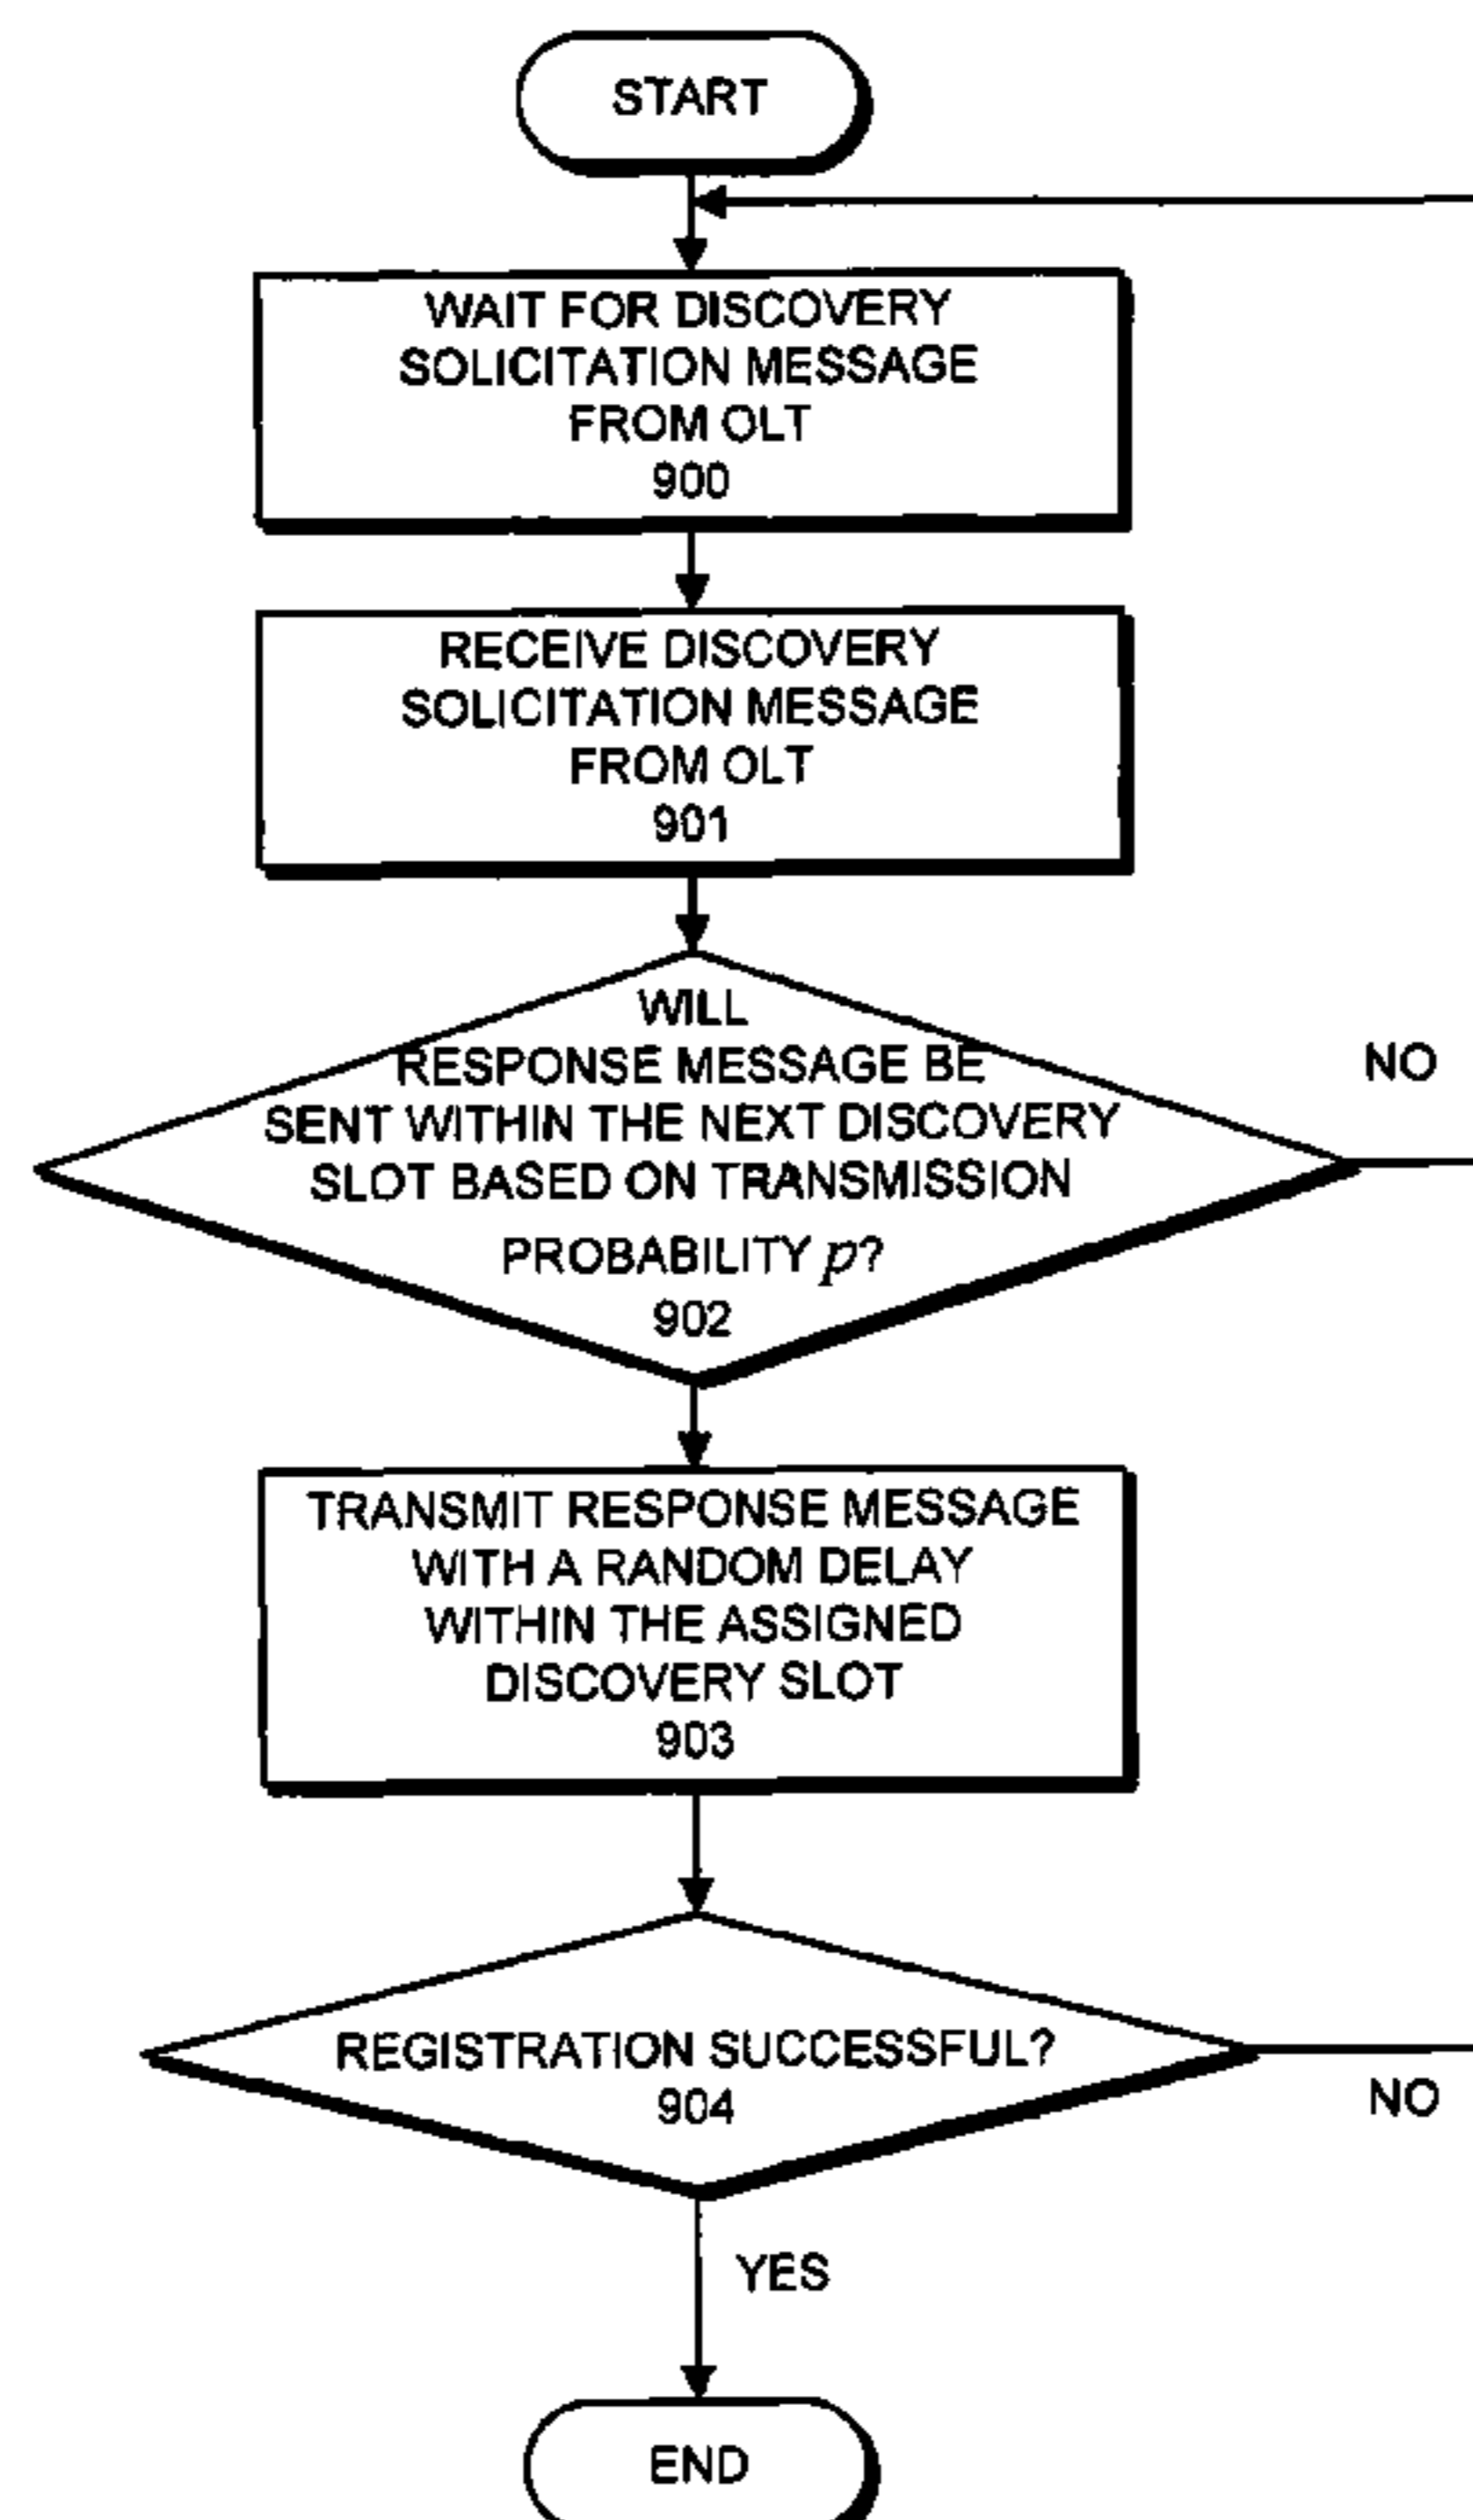 START
WAIT FOR DISCOVERY
SOLICITATION MESSAGE
FROM OLT
900
RECEIVE DISCOVERY
SOLICITATION MESSAGE
FROM OLT
901
WILL
RESPONSE MESSAGE BE
SENT WITHIN THE NEXT DISCOVERY
SLOT BASED ON TRANSMISSION
PROBABILITY p?
902
NO
TRANSMIT RESPONSE MESSAGE
WITH A RANDOM DELAY
WITHIN THE ASSIGNED
DISCOVERY SLOT
903
REGISTRATION SUCCESSFUL?
904
NO
YES
END